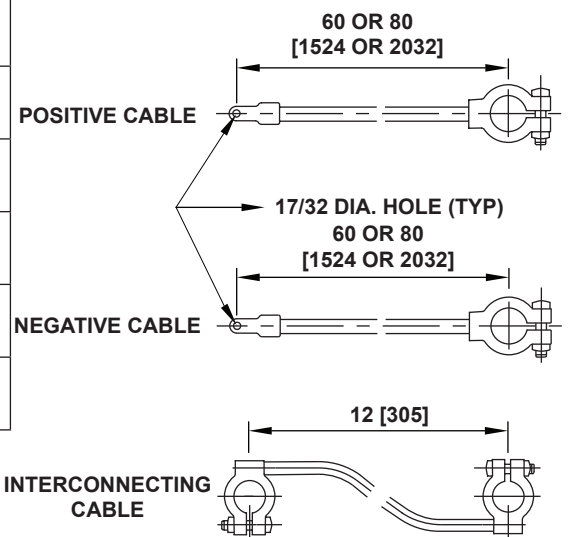 60 OR 80
[1524 OR 2032]
POSITIVE CABLE
17/32 DIA. HOLE (TYP)
60 OR 80
[1524 OR 2032]
NEGATIVE CABLE
12 [305]
INTERCONNECTING
CABLE